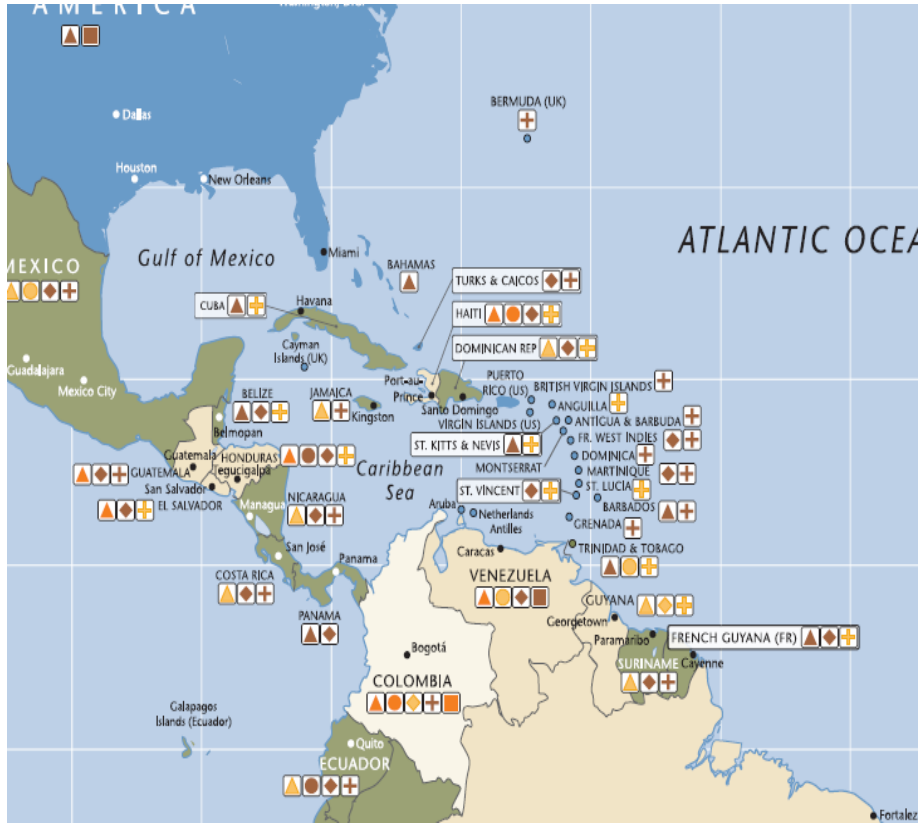 AMERICA
Dallas
Houston
New Orleans
BERMUDA (UK)
ATLANTIC OCEA
Gulf of Mexico
Miami
MEXICO
BAHAMAS
TURKS & CAICOS
HAITI
DOMINICAN REP
CUBA
Havana
Cayman
Islands (UK)
Guadalajara
Mexico City
Port-au-
Prince
Santo Domingo
PUERTO
RICO (US)
VIRGIN ISLANDS (US)
BRITISH VIRGIN ISLANDS
ANGUILLA
ANTIGUA & BARBUDA
ST. KITTS & NEVIS
FR. WEST INDIES
MONTSERRAT
DOMINICA
MARTINIQUE
ST. LUCIA
ST. VINCENT
BARBADOS
GRENADA
TRINIDAD & TOBAGO
BELIZE
Belmopan
JAMAICA
Kingston
Guatemala
GUATEMALA
HONDURAS
Tegucigalpa
San Salvador
EL SALVADOR
Managua
NICARAGUA
Caribbean
Sea
Aruba
Netherlands
Antilles
San José
COSTA RICA
Panama
PANAMA
Caracas
VENEZUELA
GUYANA
Georgetown
Paramaribo
FRENCH GUYANA (FR)
SURINAME
Cayenne
Bogotá
COLOMBIA
Galapagos
Islands (Ecuador)
Quito
ECUADOR
Fortalez